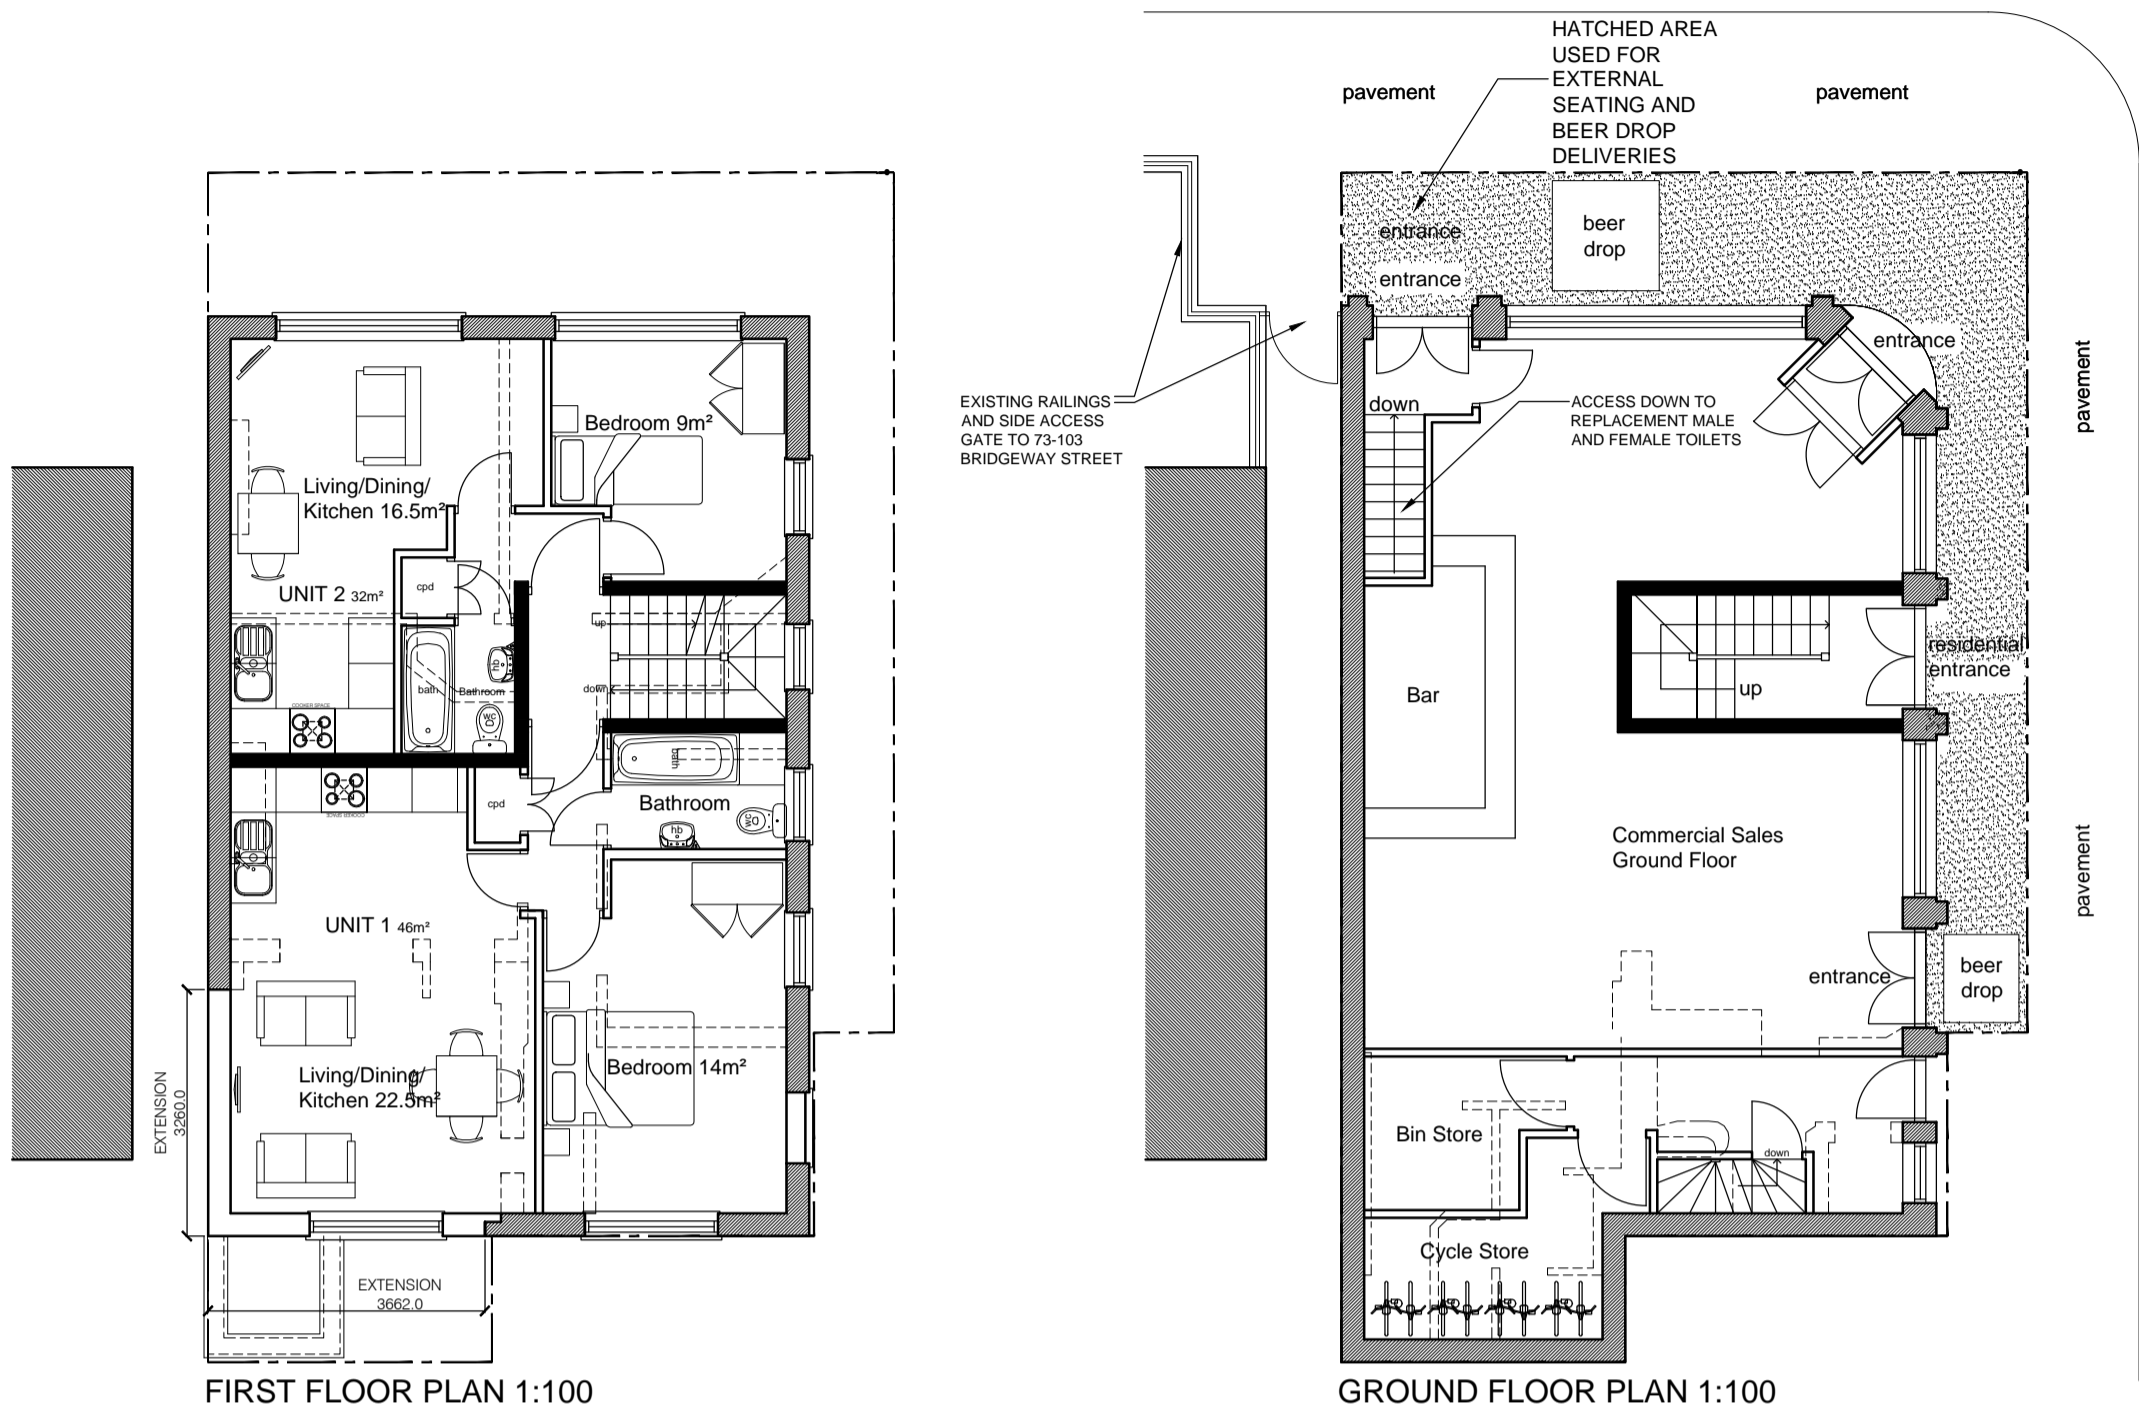 HATCHED AREA
USED FOR
EXTERNAL
SEATING AND
BEER DROP
DELIVERIES
pavement
pavement
entrance
entrance
beer
drop
entrance
pavement
EXISTING RAILINGS
AND SIDE ACCESS
GATE TO 73-103
BRIDGEWAY STREET
down
ACCESS DOWN TO
REPLACEMENT MALE
AND FEMALE TOILETS
residential
entrance
up
Bar
Commercial Sales
Ground Floor
pavement
entrance
beer
drop
Bin Store
down
Cycle Store
GROUND FLOOR PLAN 1:100
Bedroom 9m²
Living/Dining/
Kitchen 16.5m²
cpd
UNIT 2 32m²
up
hb
bath
Bathroom
down
WC
COOKER SPACE
COOKER SPACE
bath
cpd
Bathroom
hb
WC
UNIT 1 46m²
Living/Dining/
Kitchen 22.5m²
Bedroom 14m²
EXTENSION
3260.0
EXTENSION
3662.0
FIRST FLOOR PLAN 1:100